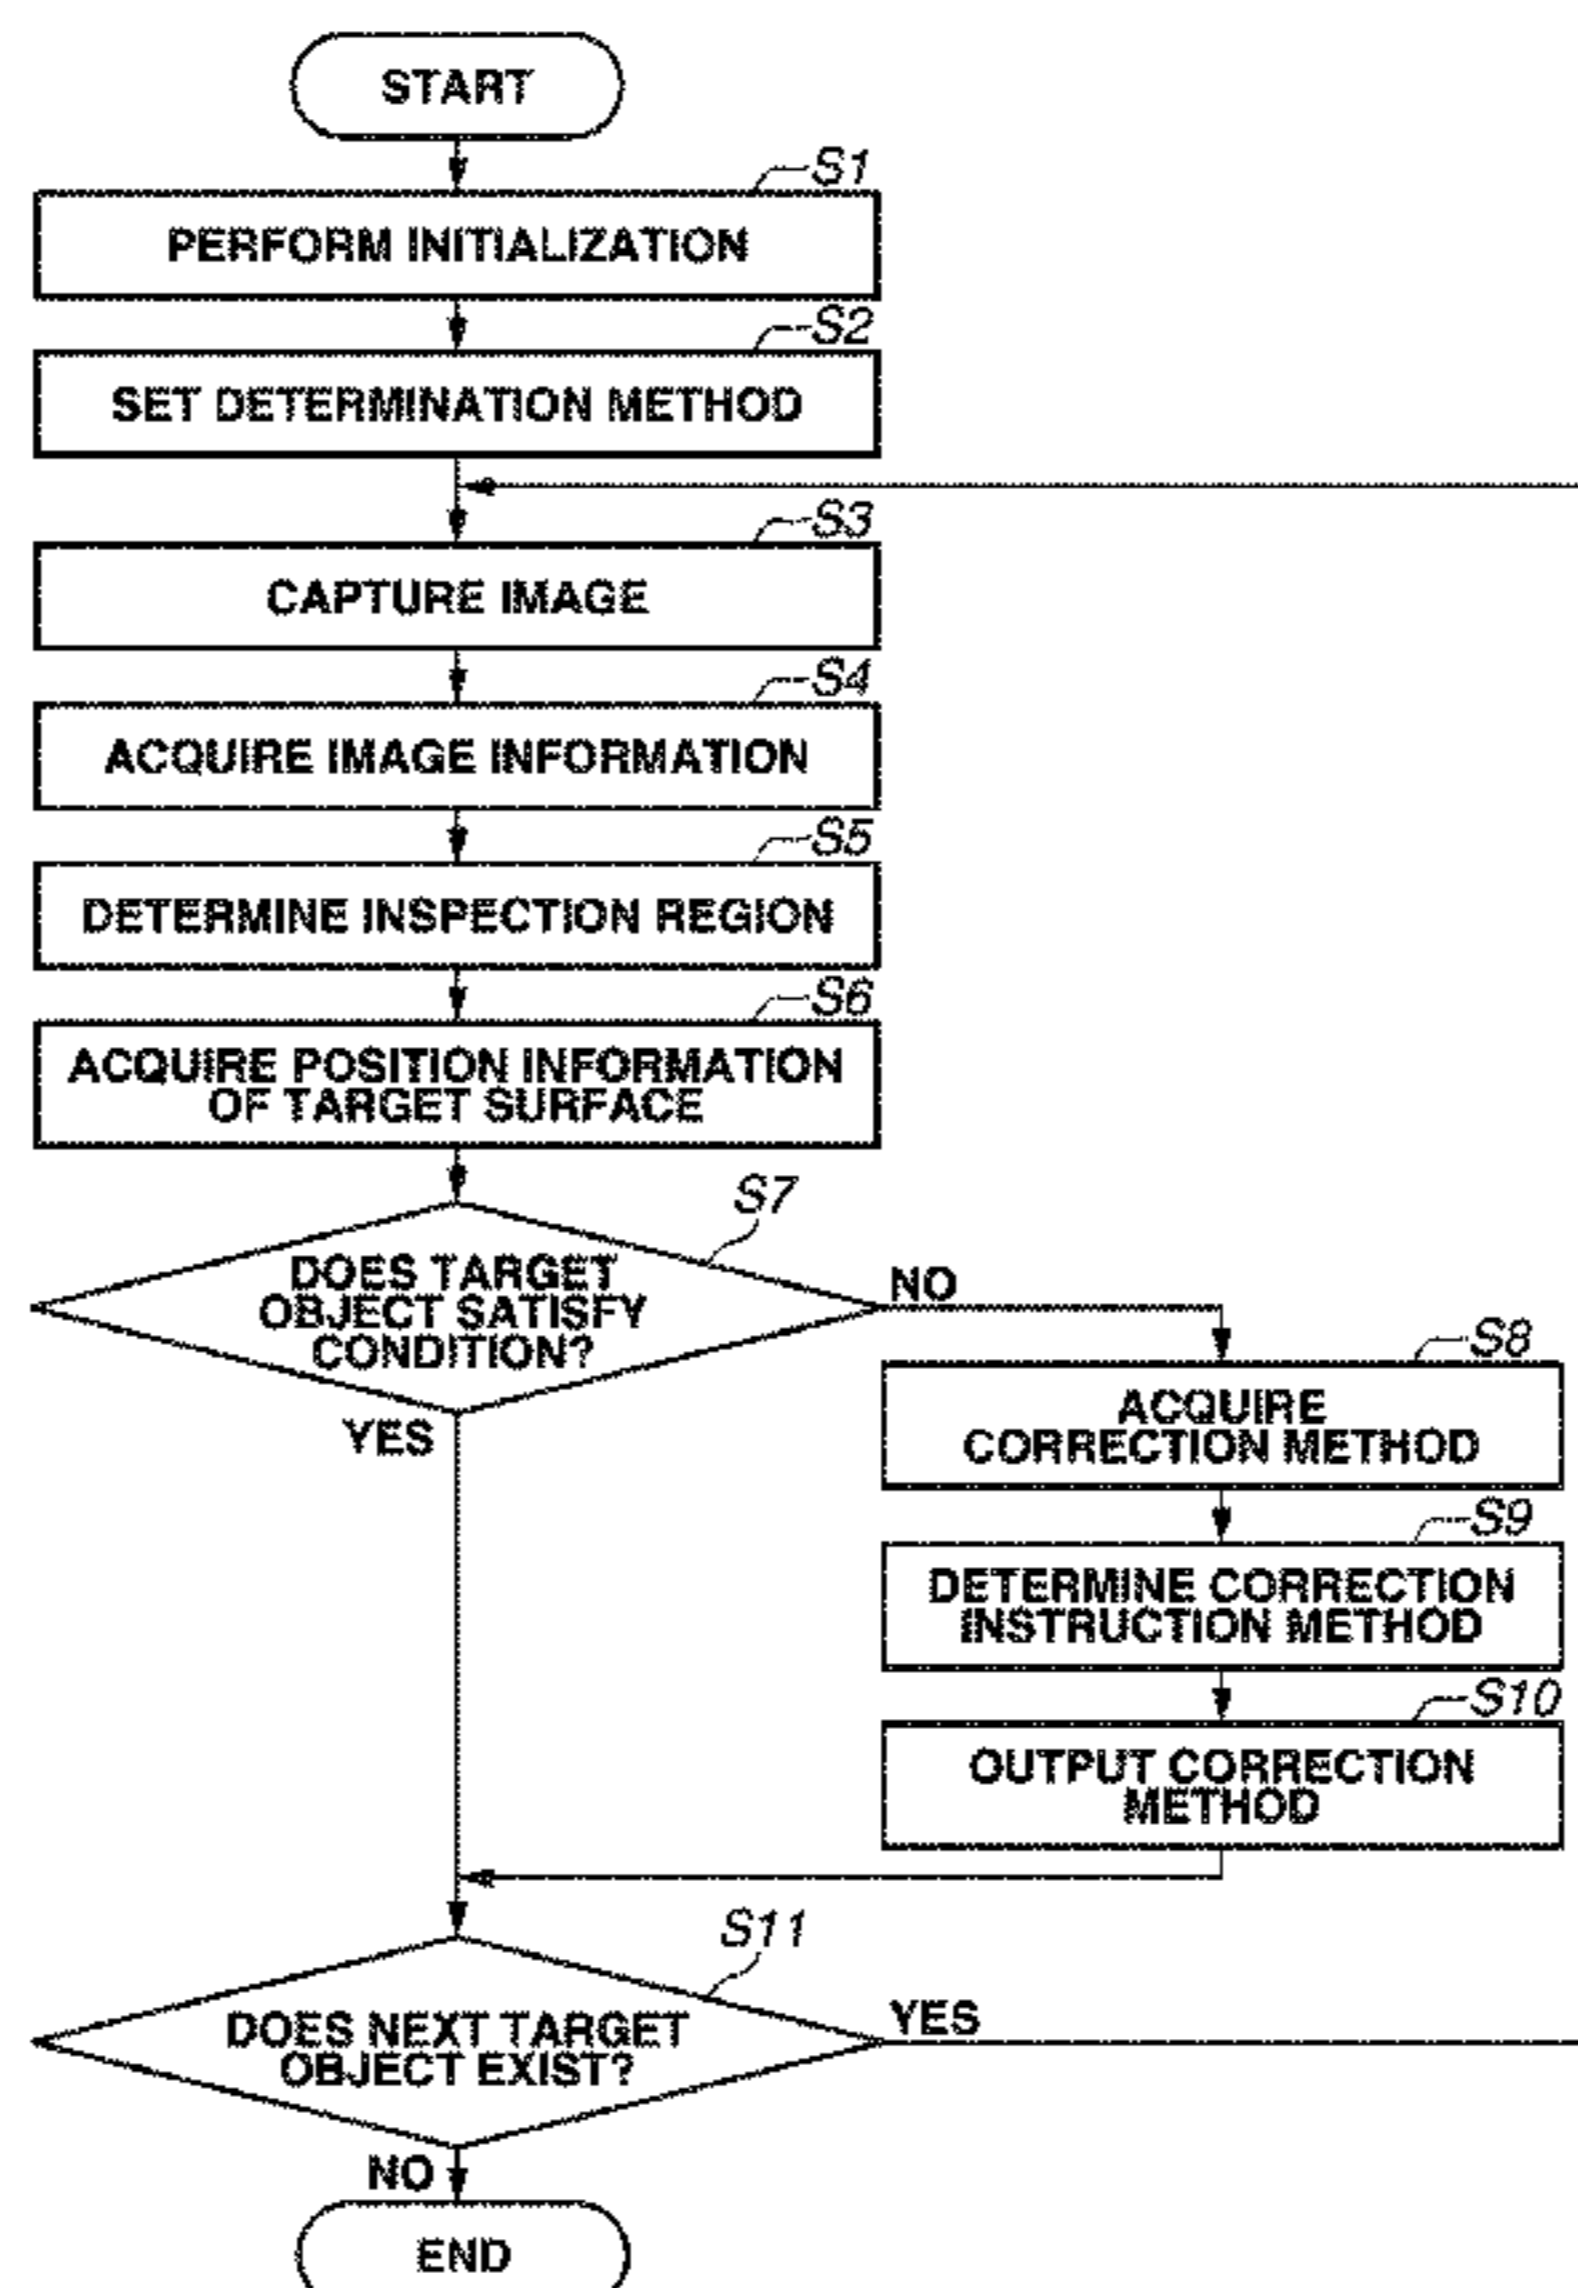 START
S1
PERFORM INITIALIZATION
S2
SET DETERMINATION METHOD
S3
CAPTURE IMAGE
S4
ACQUIRE IMAGE INFORMATION
S5
DETERMINE INSPECTION REGION
S6
ACQUIRE POSITION INFORMATION
OF TARGET SURFACE
S7
DOES TARGET
OBJECT SATISFY
CONDITION?
NO
YES
S8
ACQUIRE
CORRECTION METHOD
S9
DETERMINE CORRECTION
INSTRUCTION METHOD
S10
OUTPUT CORRECTION
METHOD
S11
DOES NEXT TARGET
OBJECT EXIST?
YES
NO
END